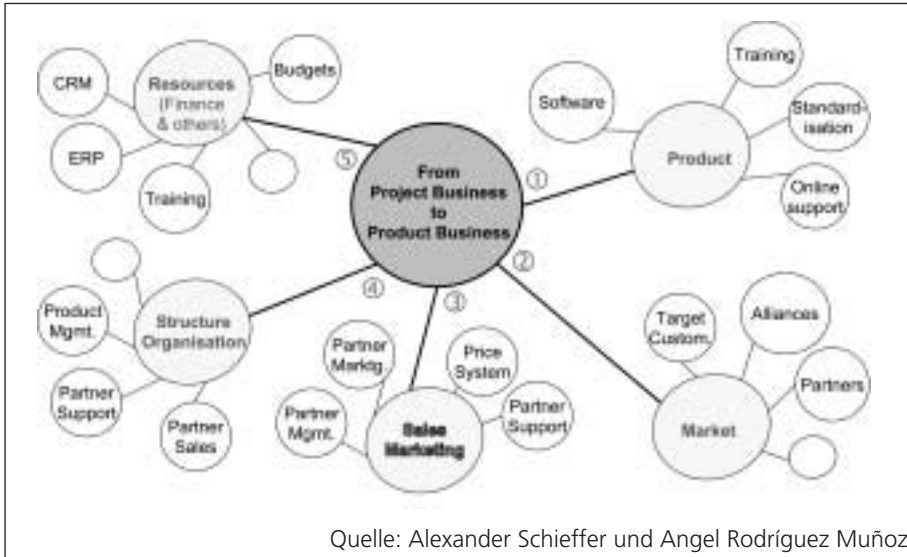 CRM
Resources
(Finance
& others)
Budgets
ERP
Training
⑤
From
Project Business
to
Product Business
①
Software
Training
Product
Standard-
isation
Online
support
②
Target
Custom.
Alliances
Partners
Market
③
Partner
Marktg.
Price
System
Partner
Mgmt.
Sales
Marketing
Partner
Support
④
Structure
Organisation
Product
Mgmt.
Partner
Support
Partner
Sales
Quelle: Alexander Schieffer und Angel Rodríguez Muñoz